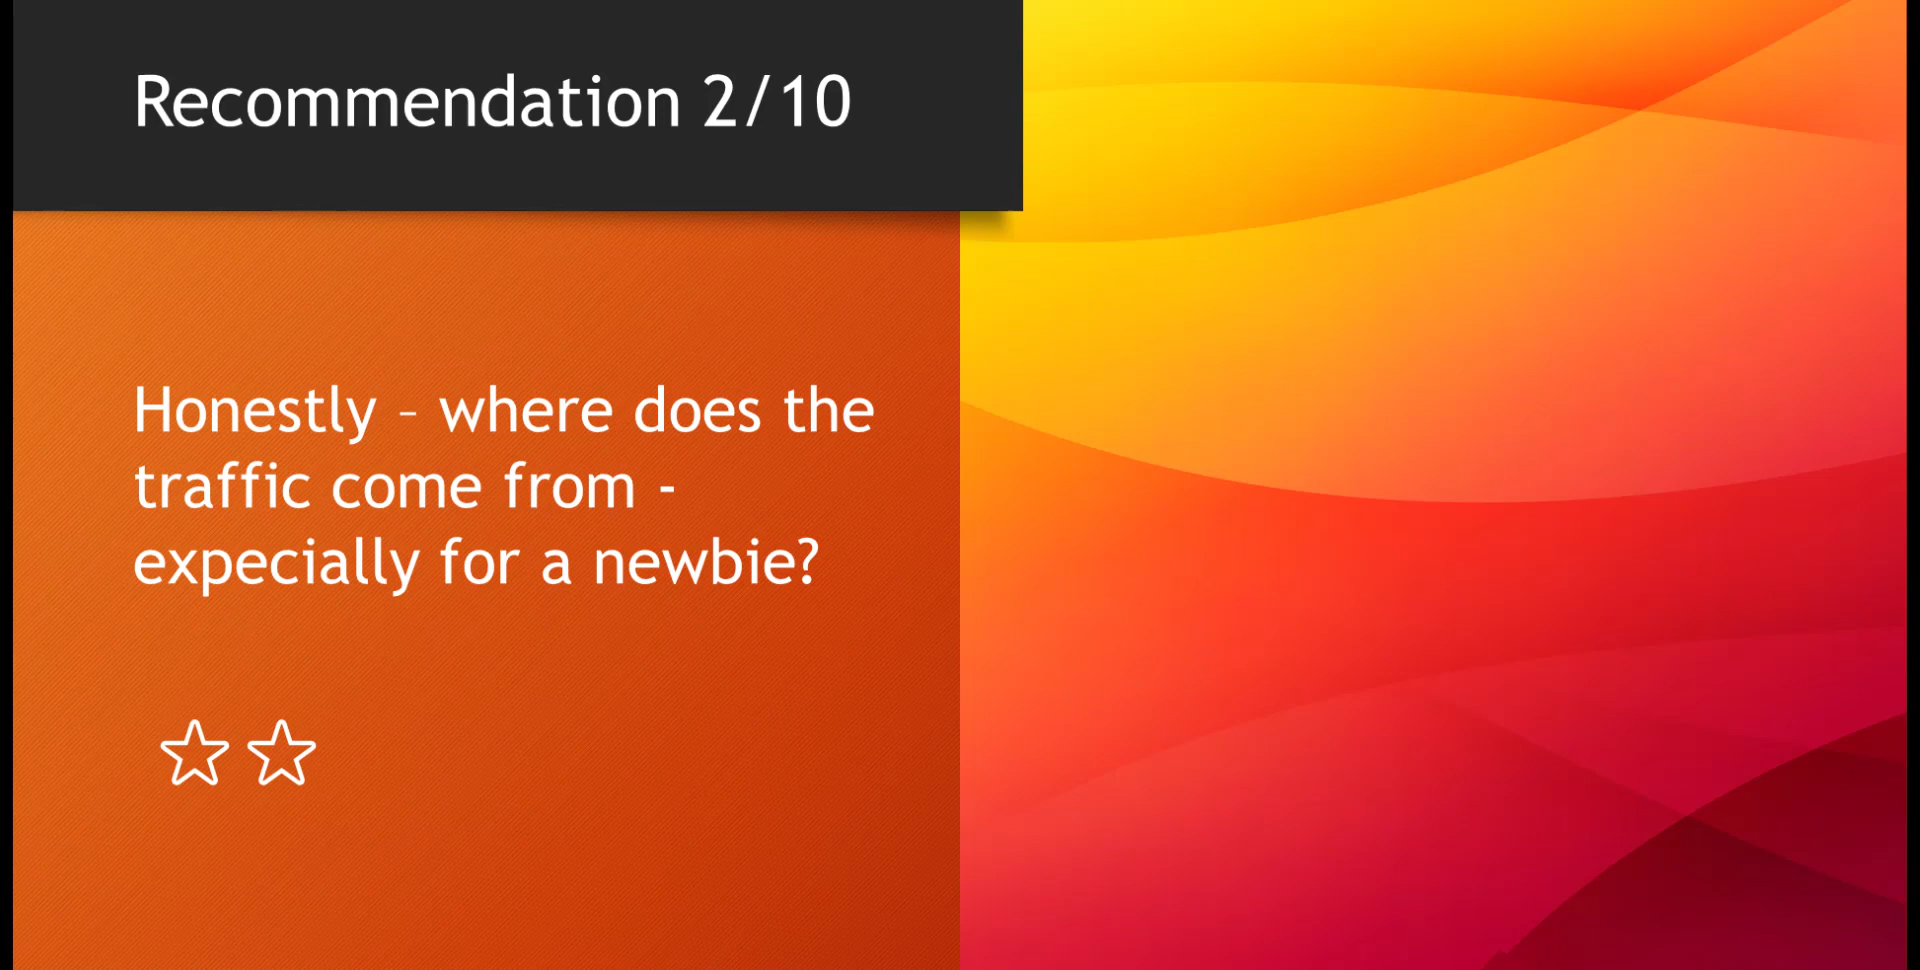 Recommendation 2/10
Honestly – where does the
traffic come from -
expecially for a newbie?